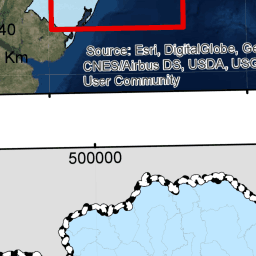 40
Km
Source: Esri, DigitalGlobe, Ge
CNES/Airbus DS, USDA, USG
User Community
500000